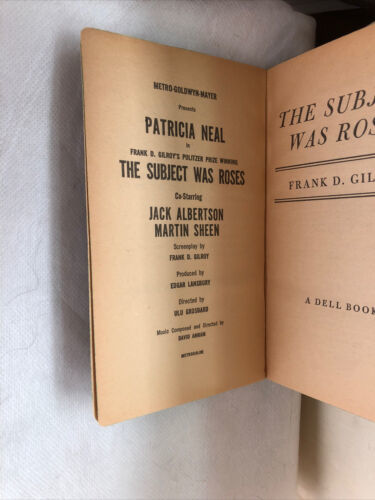 METRO-GOLDWYN-MAYER
Presents
PATRICIA NEAL
in
FRANK D. GILROY'S PULITZER PRIZE WINNING
THE SUBJECT WAS ROSES
Co-Starring
JACK ALBERTSON
MARTIN SHEEN
Screenplay by
FRANK D. GILROY
Produced by
EDGAR LANSBURY
Directed by
ULU GROSBARD
Music Composed and Directed by
DAVID AMRAM
METROCOLOR
THE SUBJ
WAS ROS
FRANK D. GIL
A DELL BOOK